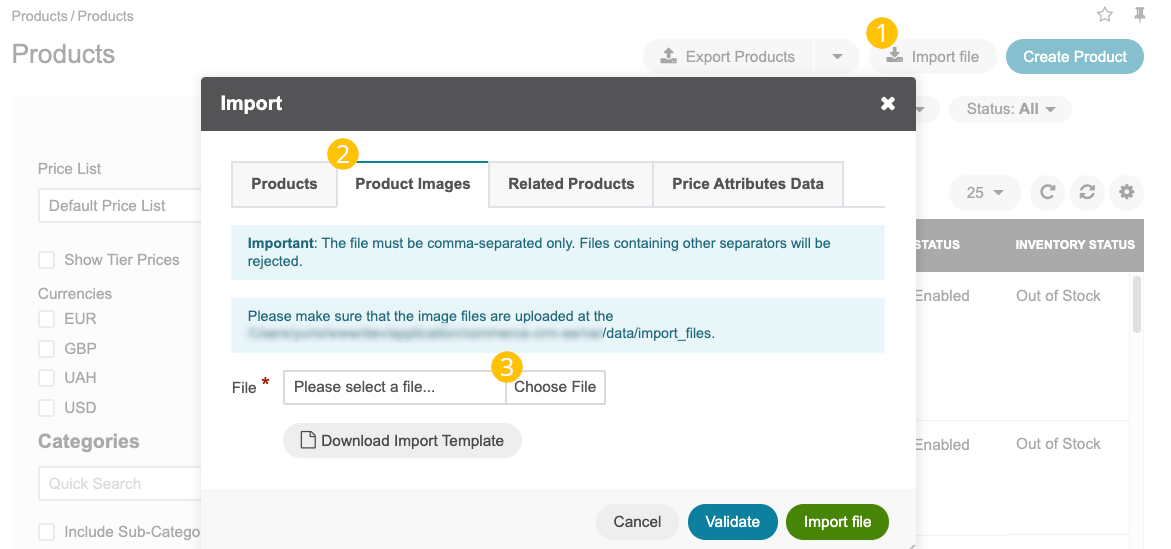 Products / Products
Products
1
Export Products
Import file
Create Product
Import
Status: All
2
Products
Product Images
Related Products
Price Attributes Data
Price List
Default Price List
25
Important: The file must be comma-separated only. Files containing other separators will be
rejected.
STATUS
INVENTORY STATUS
Show Tier Prices
Currencies
EUR
GBP
UAH
USD
Enabled
Out of Stock
Please make sure that the image files are uploaded at the
/data/import_files.
3
File *
Please select a file...
Choose File
Download Import Template
Categories
Quick Search
Include Sub-Catego
Enabled
Out of Stock
Cancel
Validate
Import file